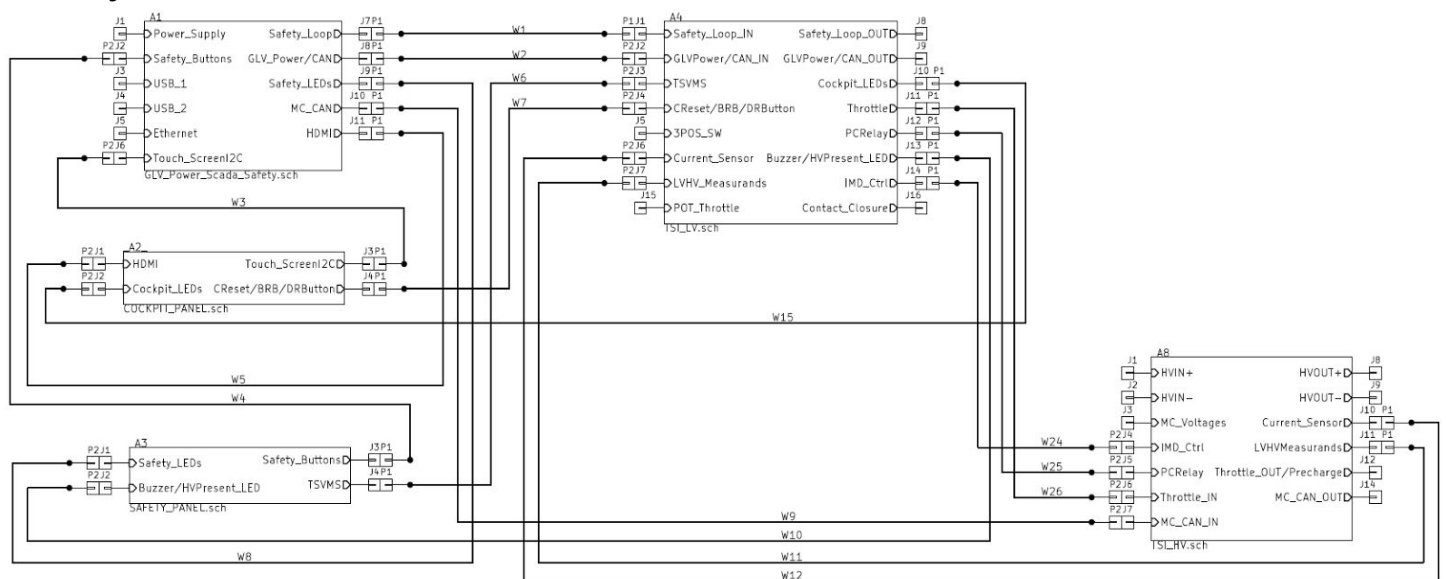 A1
J1 Power_Supply Safety_Loop J7 P1
P2 J2 Safety_Buttons GLV_Power/CAN J8 P1
J3 USB_1 Safety_LEDs J9 P1
J4 USB_2 MC_CAN J10 P1
J5 Ethernet HDMI J11 P1
P2 J6 Touch_ScreenI2C
GLV_Power_Scada_Safety.sch
W1
W2
W6
W7
A4
P1 J1 Safety_Loop_IN Safety_Loop_OUT J8
P2 J2 GLVPower/CAN_IN GLVPower/CAN_OUT J9
P2 J3 TSVMS Cockpit_LEDs J10 P1
P2 J4 CReset/BRB/DRButton Throttle J11 P1
J5 3POS_SW PCRelay J12 P1
P2 J6 Current_Sensor Buzzer/HVPresent_LED J13 P1
P2 J7 LVHV_Measurands IMD_Ctrl J14 P1
J15 POT_Throttle Contact_Closure J16
TSI_LV.sch
W3
A2
P2 J1 HDMI Touch_ScreenI2C J3 P1
P2 J2 Cockpit_LEDs CReset/BRB/DRButton J4 P1
COCKPIT_PANEL.sch
W15
W5
W4
A3
P2 J1 Safety_LEDs Safety_Buttons J3 P1
P2 J2 Buzzer/HVPresent_LED TSVMS J4 P1
SAFETY_PANEL.sch
A8
J1 HVIN+ HVOUT+ J8
J2 HVIN- HVOUT- J9
J3 MC_Voltages Current_Sensor J10 P1
W24 P2 J4 IMD_Ctrl LVHVMeasurands J11 P1
W25 P2 J5 PCRelay Throttle_OUT/Precharge J12
W26 P2 J6 Throttle_IN MC_CAN_OUT J14
W9 P2 J7 MC_CAN_IN
TSI_HV.sch
W10
W8 W11
W12